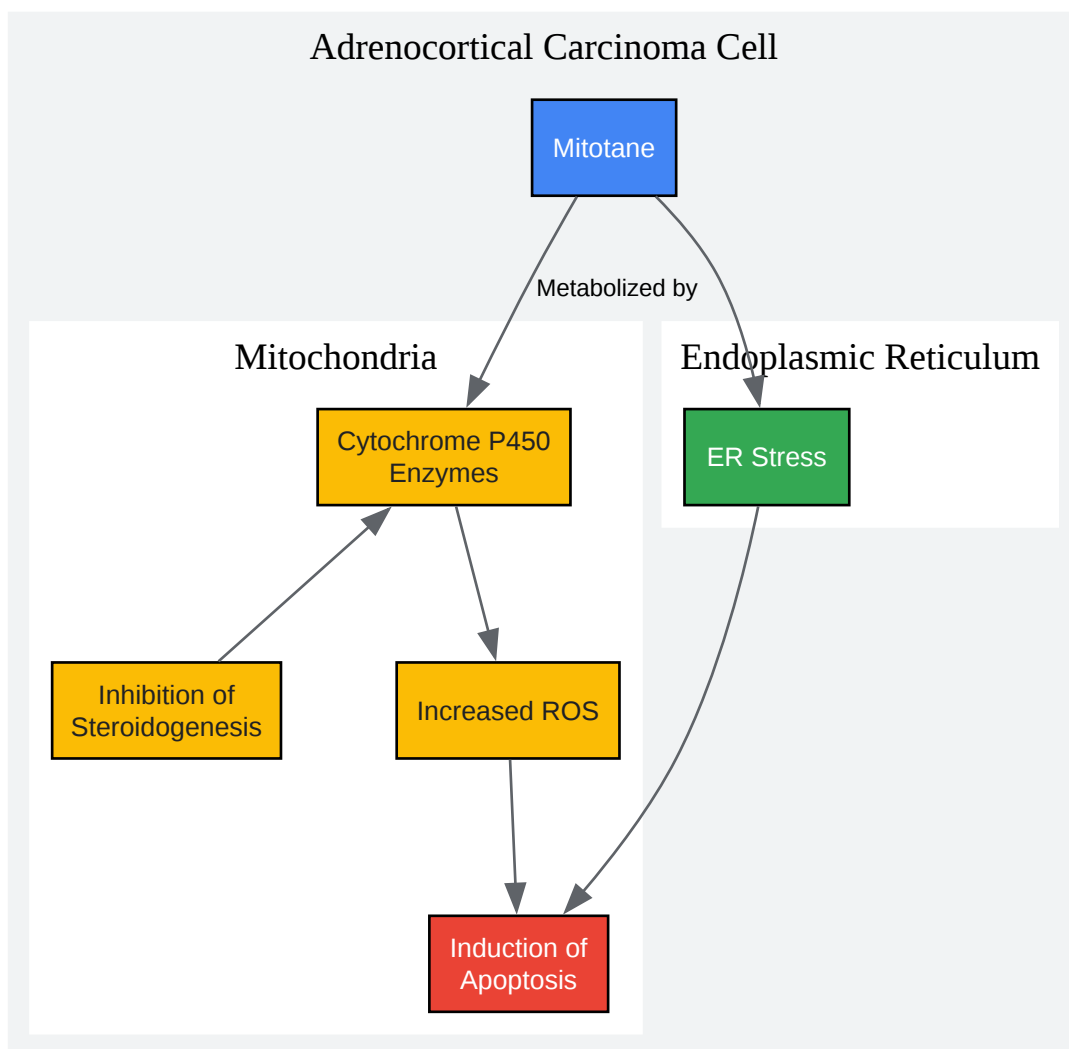 Adrenocortical Carcinoma Cell
Mitotane
Metabolized by
Mitochondria
Endoplasmic Reticulum
Cytochrome P450
Enzymes
ER Stress
Inhibition of
Steroidogenesis
Increased ROS
Induction of
Apoptosis